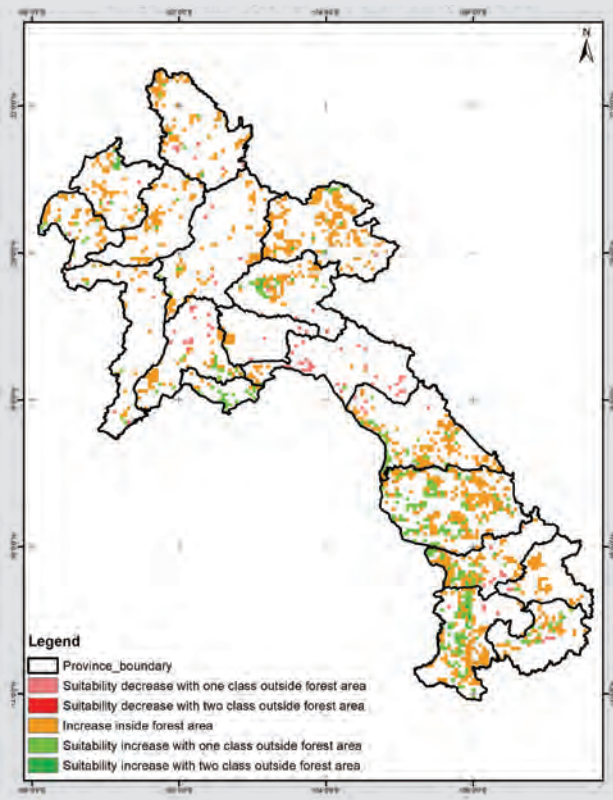 N
Legend
Province_boundary
Suitability decrease with one class outside forest area
Suitability decrease with two class outside forest area
Increase inside forest area
Suitability increase with one class outside forest area
Suitability increase with two class outside forest area